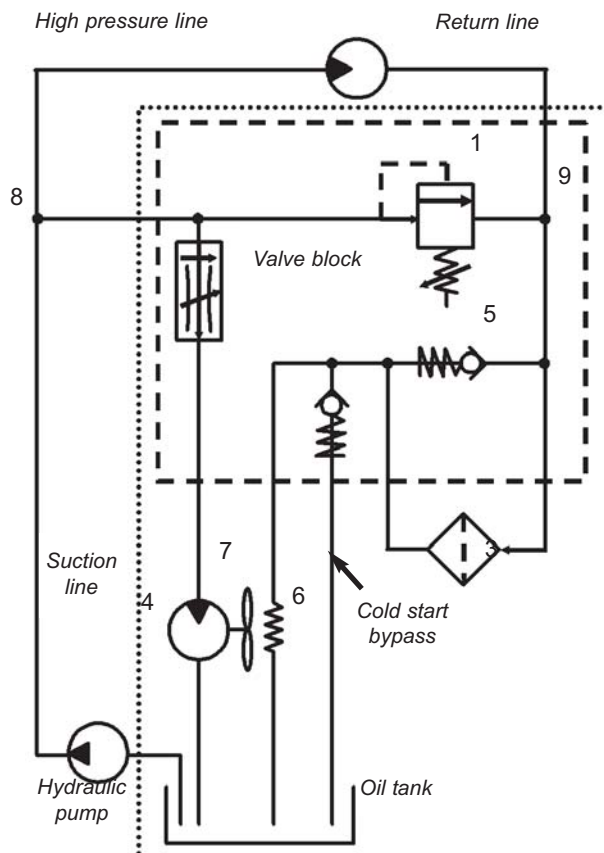 High pressure line
Return line
1
9
8
Valve block
5
Suction
line
7
4
6
3
Cold start
bypass
Hydraulic
pump
Oil tank